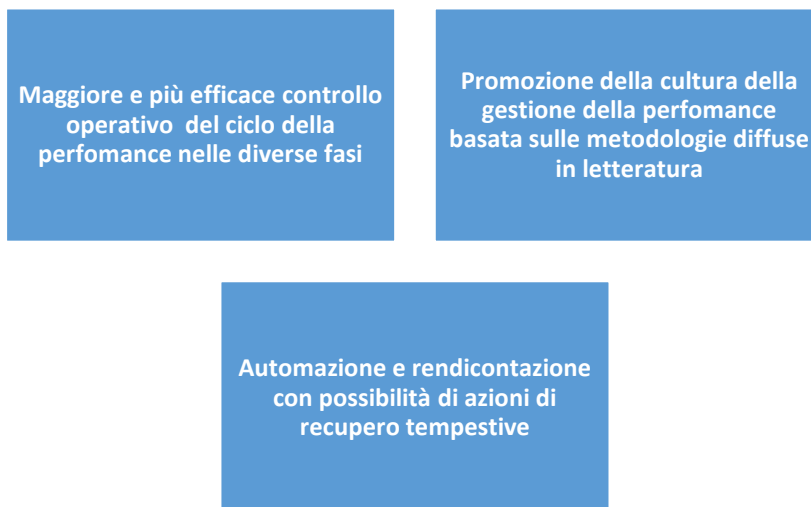 Maggiore e più efficace controllo
operativo  del ciclo della
perfomance nelle diverse fasi
Promozione della cultura della
gestione della perfomance
basata sulle metodologie diffuse
in letteratura
Automazione e rendicontazione
con possibilità di azioni di
recupero tempestive